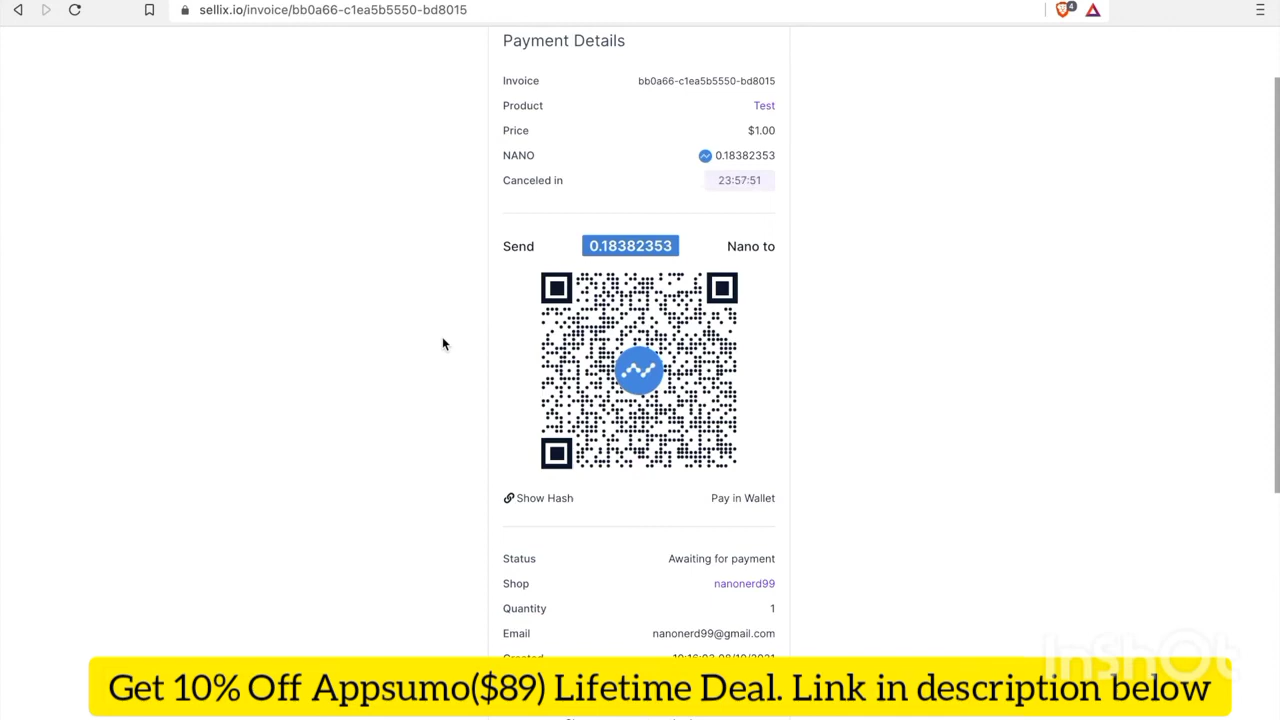 sellix.io/invoice/bb0a66-c1ea5b5550-bd8015
4
Payment Details
Invoice bb0a66-c1ea5b5550-bd8015
Product Test
Price $1.00
NANO 0.18382353
Canceled in 23:57:51
Send 0.18382353 Nano to
Show Hash Pay in Wallet
Status Awaiting for payment
Shop nanonerd99
Quantity 1
Email nanonerd99@gmail.com
InShOt
Get 10% Off Appsumo($89) Lifetime Deal. Link in description below